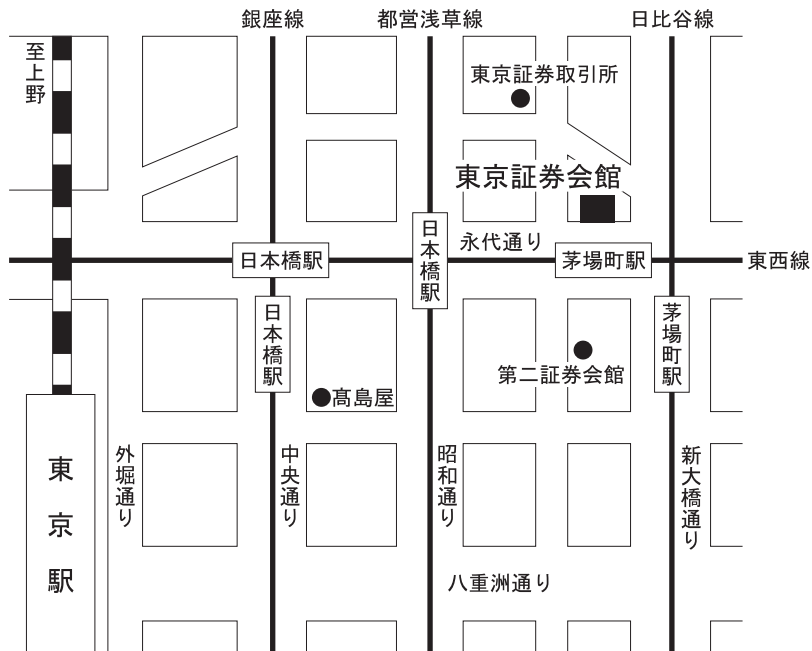 銀座線
都営浅草線
日比谷線
至上野
東京証券取引所
東京証券会館
永代通り
日本橋駅
日本橋駅
茅場町駅
東西線
日本橋駅
茅場町駅
第二証券会館
髙島屋
東京駅
外堀通り
中央通り
昭和通り
新大橋通り
八重洲通り